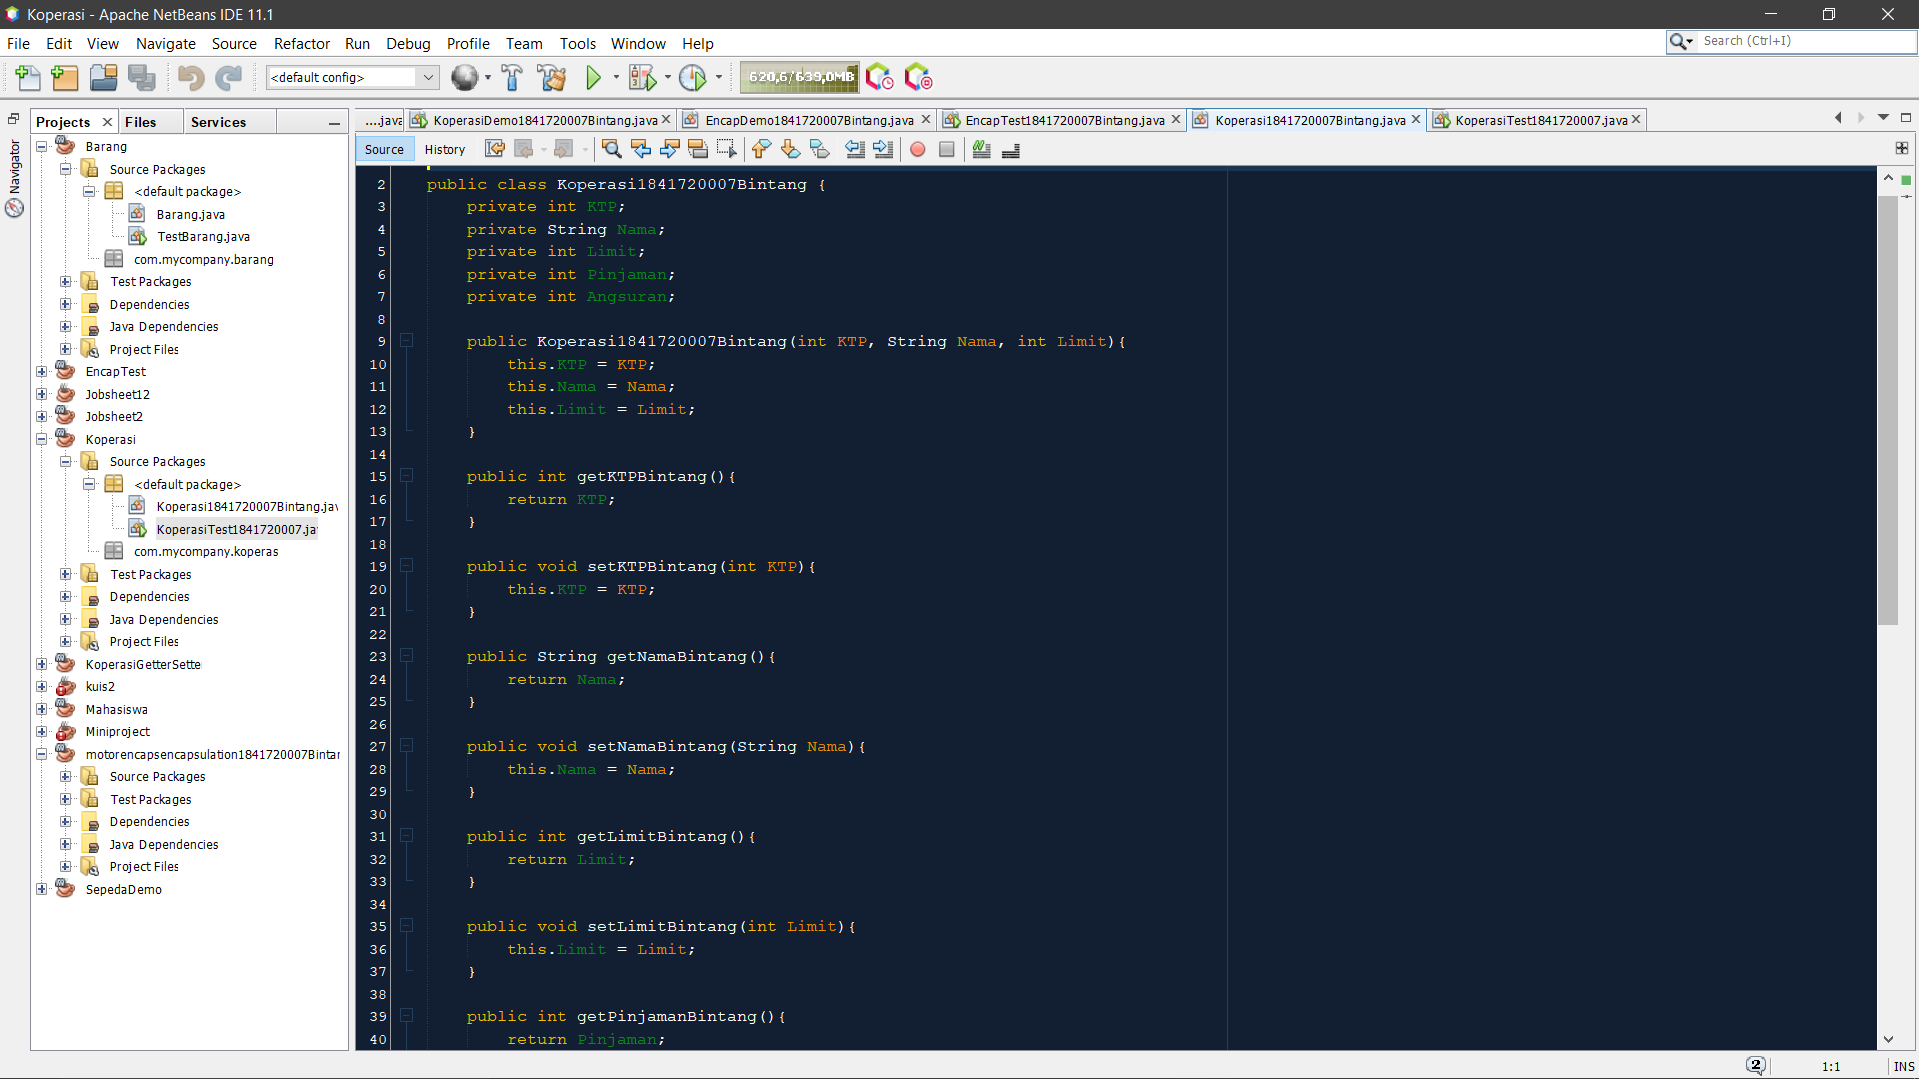 Koperasi - Apache NetBeans IDE 11.1
File Edit View Navigate Source Refactor Run Debug Profile Team Tools Window Help
Search (Ctrl+I)
<default config>
620,6/639,0MB
Projects Files Services
Navigator
Barang
Source Packages
<default package>
Barang.java
TestBarang.java
com.mycompany.barang
Test Packages
Dependencies
Java Dependencies
Project Files
EncapTest
Jobsheet12
Jobsheet2
Koperasi
Source Packages
<default package>
Koperasi1841720007Bintang.jav
KoperasiTest1841720007.ja
com.mycompany.koperas
Test Packages
Dependencies
Java Dependencies
Project Files
KoperasiGetterSette
kuis2
Mahasiswa
Miniproject
motorencapsencapsulation1841720007Bintar
Source Packages
Test Packages
Dependencies
Java Dependencies
Project Files
SepedaDemo
....java KoperasiDemo1841720007Bintang.java EncapDemo1841720007Bintang.java EncapTest1841720007Bintang.java Koperasi1841720007Bintang.java KoperasiTest1841720007.java
Source History
2 public class Koperasi1841720007Bintang {
3 private int KTP;
4 private String Nama;
5 private int Limit;
6 private int Pinjaman;
7 private int Angsuran;
8
9 public Koperasi1841720007Bintang(int KTP, String Nama, int Limit){
10 this.KTP = KTP;
11 this.Nama = Nama;
12 this.Limit = Limit;
13 }
14
15 public int getKTPBintang(){
16 return KTP;
17 }
18
19 public void setKTPBintang(int KTP){
20 this.KTP = KTP;
21 }
22
23 public String getNamaBintang(){
24 return Nama;
25 }
26
27 public void setNamaBintang(String Nama){
28 this.Nama = Nama;
29 }
30
31 public int getLimitBintang(){
32 return Limit;
33 }
34
35 public void setLimitBintang(int Limit){
36 this.Limit = Limit;
37 }
38
39 public int getPinjamanBintang(){
40 return Pinjaman;
2
1:1
INS